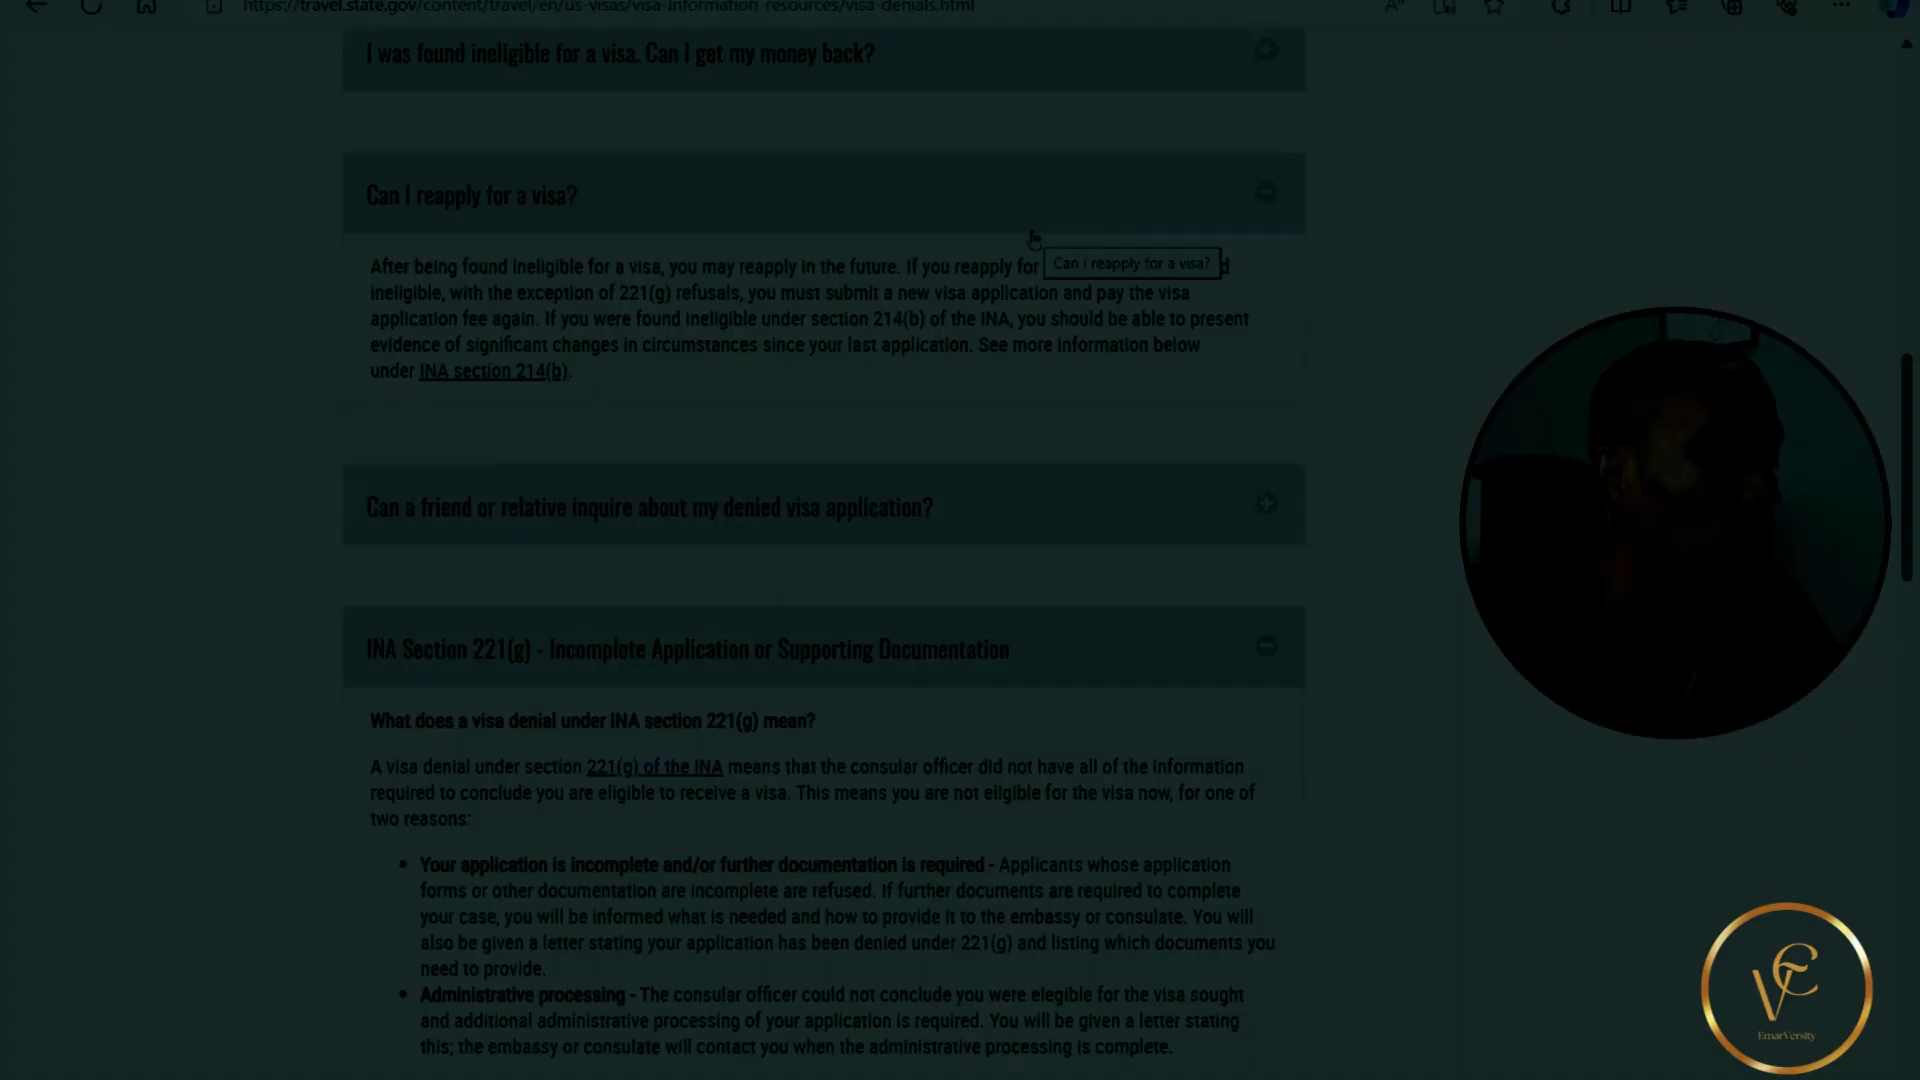 https://travel.state.gov/content/travel/en/us-visas/visa-information-resources/visa-denials.html
I was found ineligible for a visa. Can I get my money back?
Can I reapply for a visa?
After being found ineligible for a visa, you may reapply in the future. If you reapply for
Can I reapply for a visa?
ineligible, with the exception of 221(g) refusals, you must submit a new visa application and pay the visa
application fee again. If you were found ineligible under section 214(b) of the INA, you should be able to present
evidence of significant changes in circumstances since your last application. See more information below
under INA section 214(b).
Can a friend or relative inquire about my denied visa application?
INA Section 221(g) - Incomplete Application or Supporting Documentation
What does a visa denial under INA section 221(g) mean?
A visa denial under section 221(g) of the INA means that the consular officer did not have all of the information
required to conclude you are eligible to receive a visa. This means you are not eligible for the visa now, for one of
two reasons:
• Your application is incomplete and/or further documentation is required - Applicants whose application
forms or other documentation are incomplete are refused. If further documents are required to complete
your case, you will be informed what is needed and how to provide it to the embassy or consulate. You will
also be given a letter stating your application has been denied under 221(g) and listing which documents you
need to provide.
• Administrative processing - The consular officer could not conclude you were elegible for the visa sought
and additional administrative processing of your application is required. You will be given a letter stating
this; the embassy or consulate will contact you when the administrative processing is complete.
EmarVersity